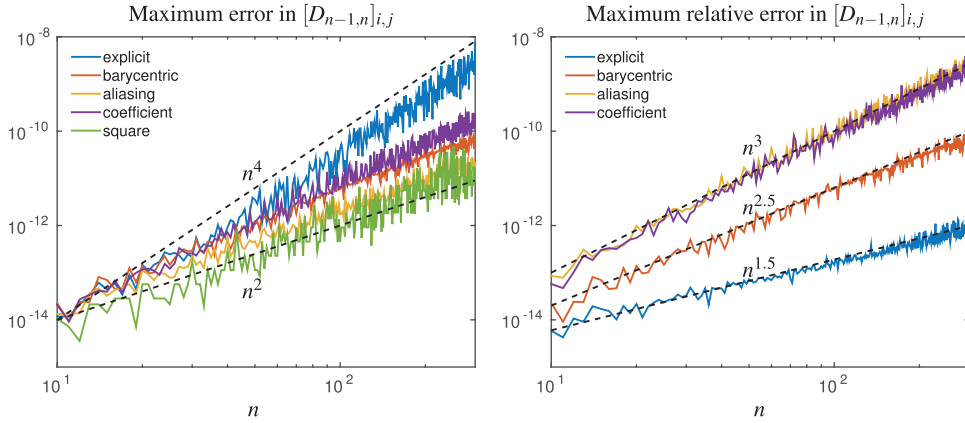 Maximum error in [D_{n−1,n}]_{i,j}
10^{-8}
10^{-10}
10^{-12}
10^{-14}
explicit
barycentric
aliasing
coefficient
square
n^4
n^2
10^1
10^2
n
Maximum relative error in [D_{n−1,n}]_{i,j}
10^{-8}
10^{-10}
10^{-12}
10^{-14}
explicit
barycentric
aliasing
coefficient
n^3
n^{2.5}
n^{1.5}
10^1
10^2
n